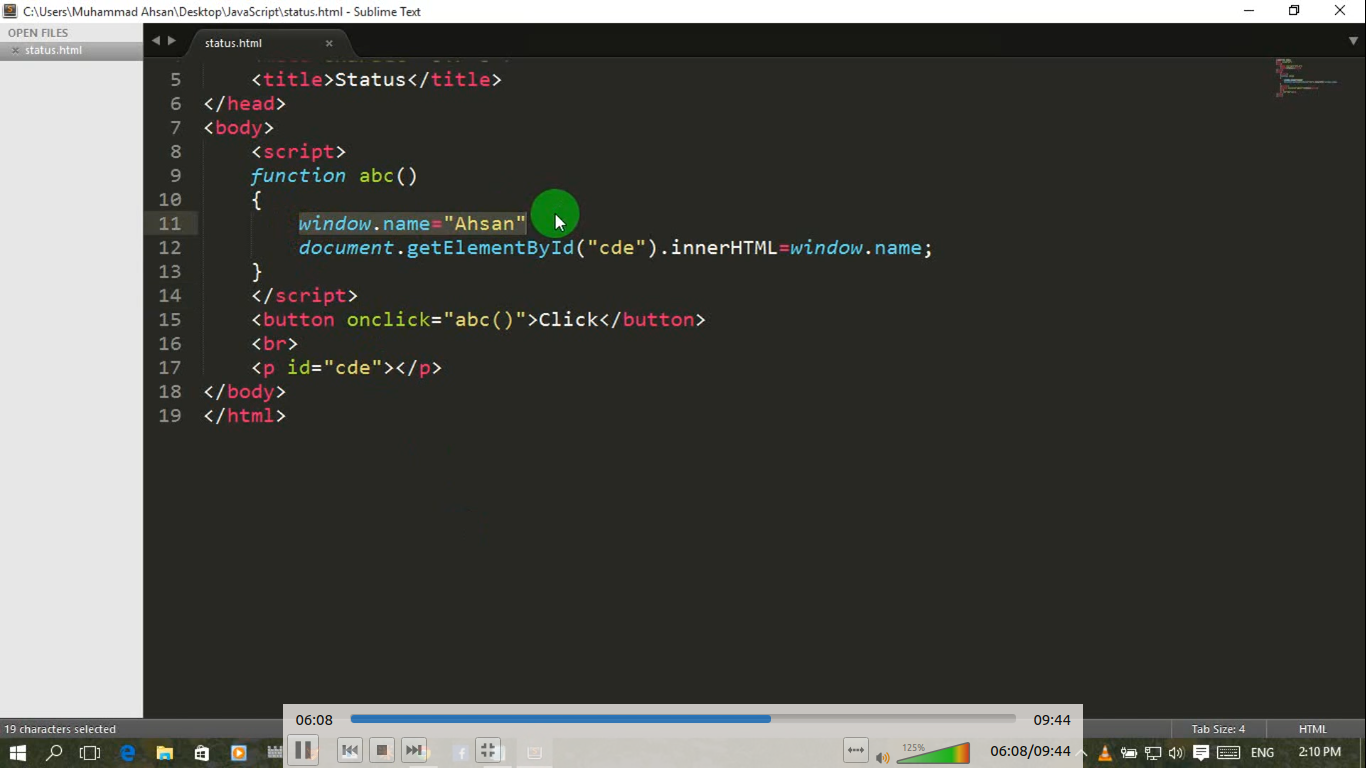 C:\Users\Muhammad Ahsan\Desktop\JavaScript\status.html - Sublime Text
OPEN FILES
status.html
status.html
5 <title>Status</title>
6 </head>
7 <body>
8 <script>
9 function abc()
10 {
11 window.name="Ahsan"
12 document.getElementById("cde").innerHTML=window.name;
13 }
14 </script>
15 <button onclick="abc()">Click</button>
16 <br>
17 <p id="cde"></p>
18 </body>
19 </html>
06:08 09:44
19 characters selected
Tab Size: 4 HTML
125%
06:08/09:44
ENG
2:10 PM